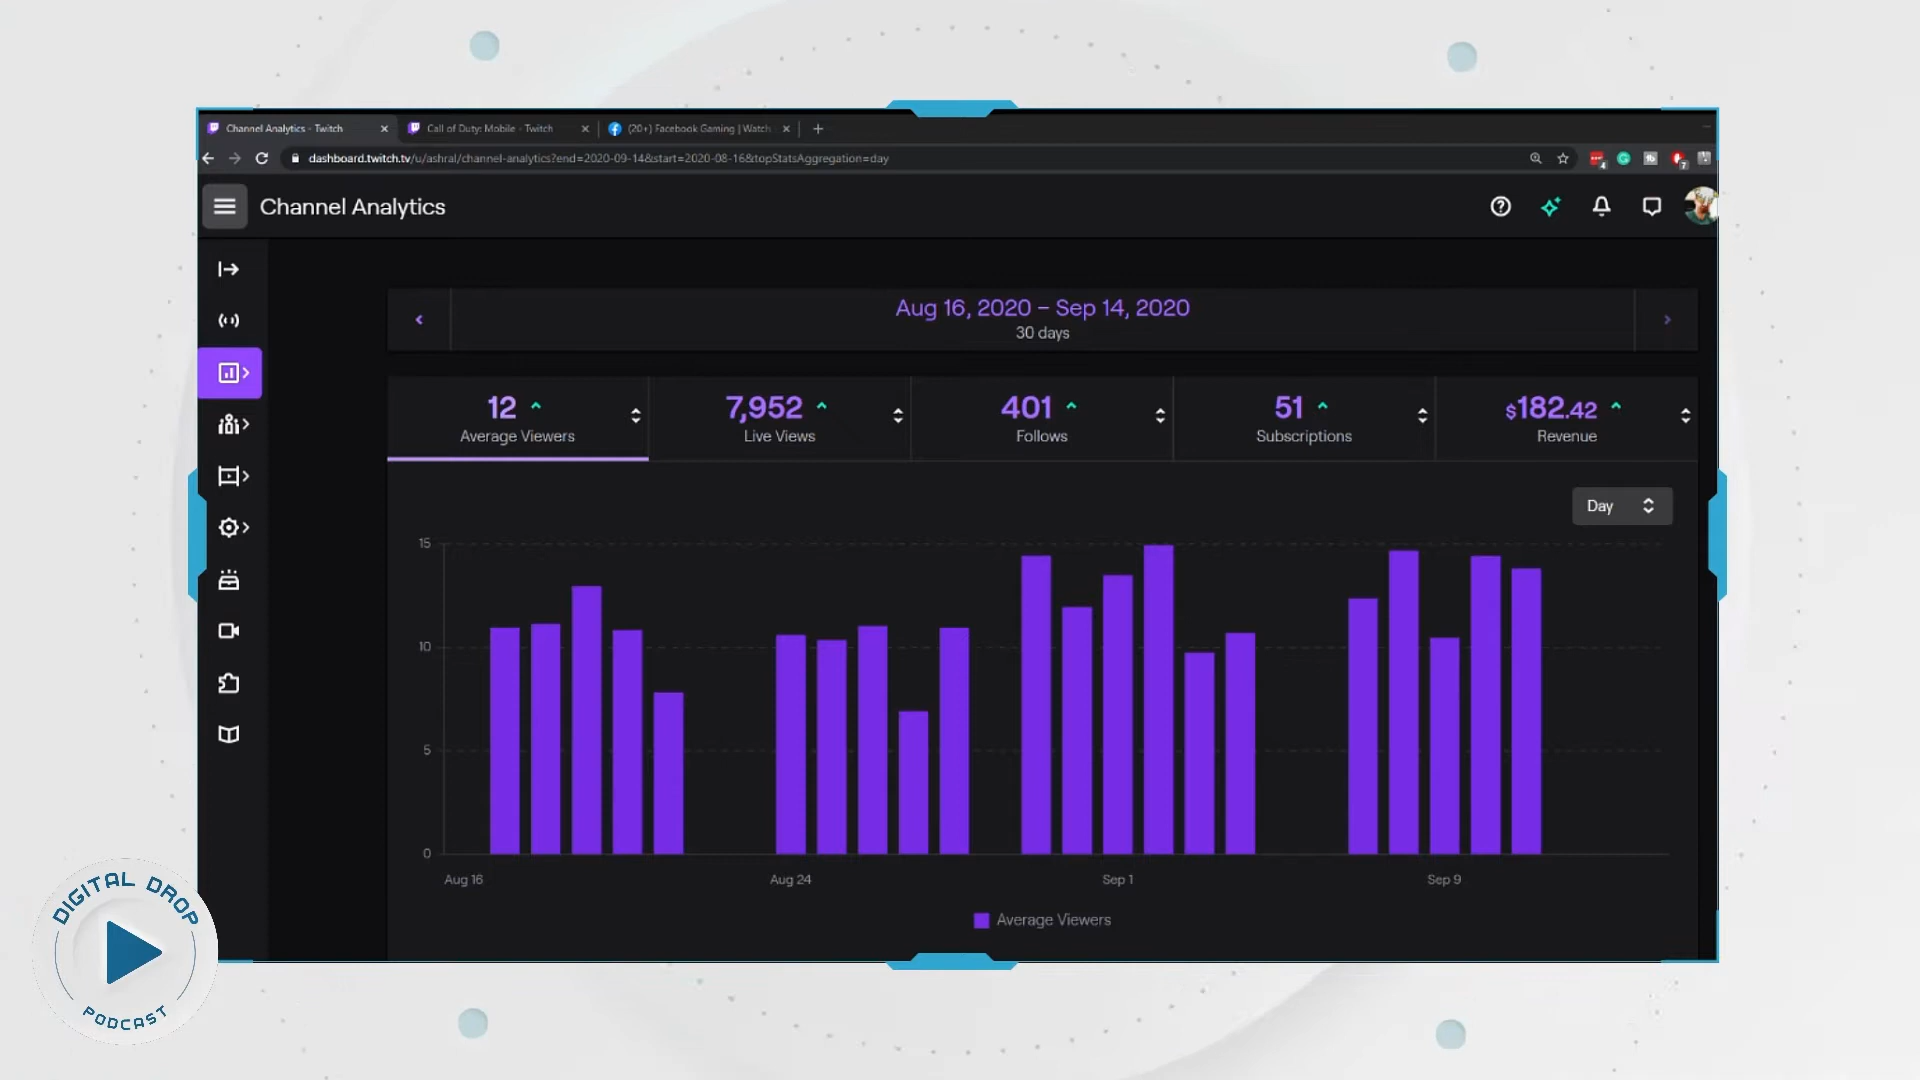 Channel Analytics - Twitch
Call of Duty: Mobile - Twitch
(20+) Facebook Gaming | Watch
dashboard.twitch.tv/u/ashral/channel-analytics?end=2020-09-14&start=2020-08-16&topStatsAggregation=day
4
7
Channel Analytics
Aug 16, 2020 – Sep 14, 2020
30 days
12
Average Viewers
7,952
Live Views
401
Follows
51
Subscriptions
$182.42
Revenue
Day
15
10
5
0
Aug 16
Aug 24
Sep 1
Sep 9
Average Viewers
DIGITAL DROP
PODCAST